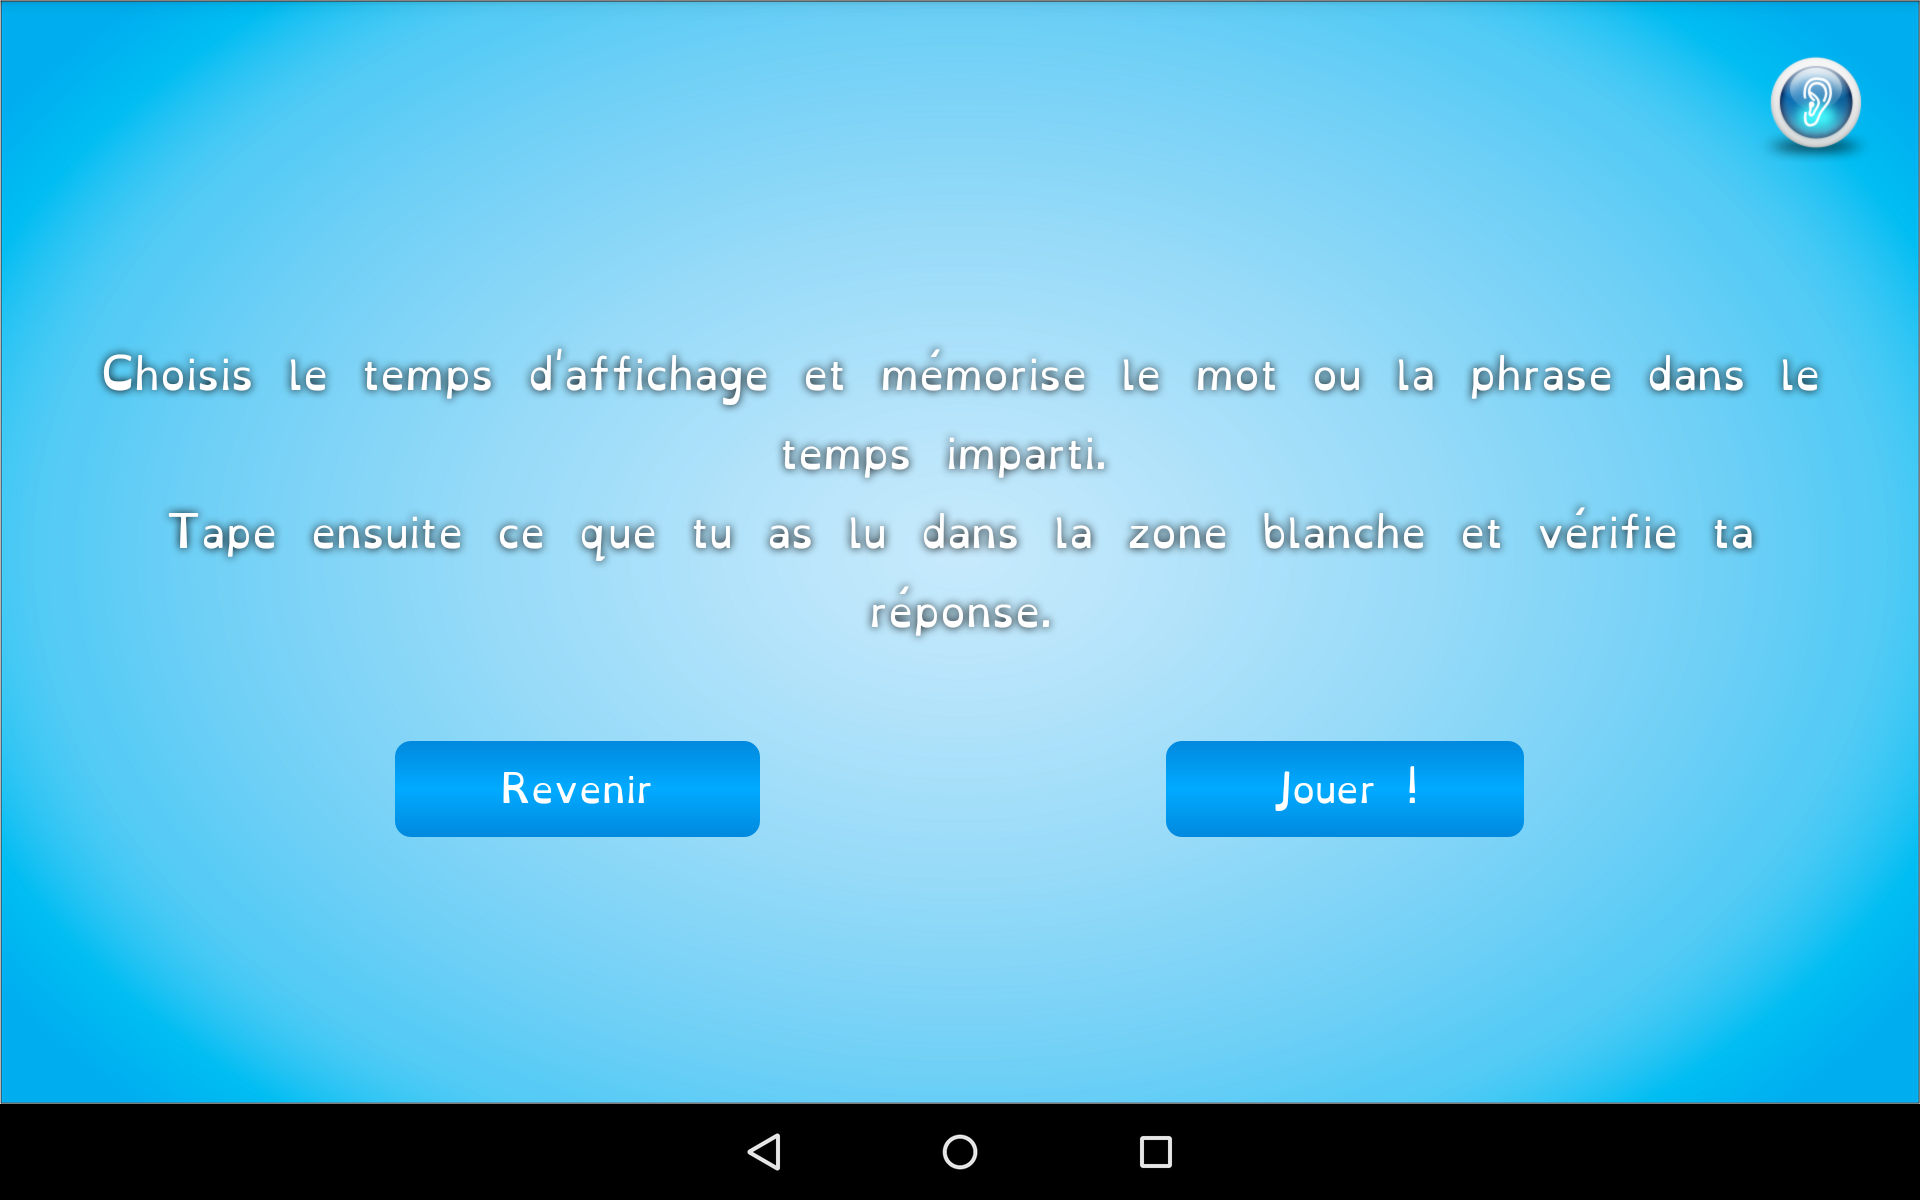 Choisis le temps d'affichage et mémorise le mot ou la phrase dans le
temps imparti.
Tape ensuite ce que tu as lu dans la zone blanche et vérifie ta
réponse.
Revenir
Jouer !